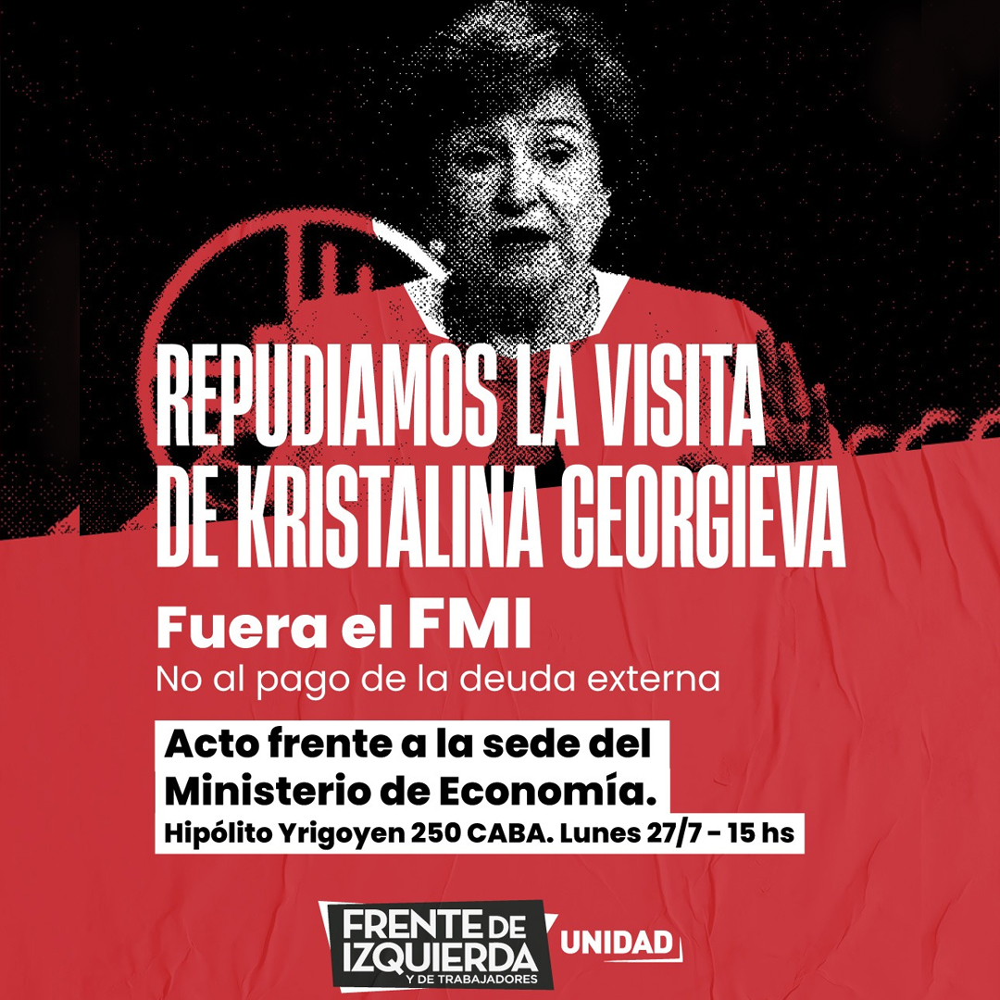 REPUDIAMOS LA VISITA
DE KRISTALINA GEORGIEVA
Fuera el FMI
No al pago de la deuda externa
Acto frente a la sede del
Ministerio de Economía.
Hipólito Yrigoyen 250 CABA. Lunes 27/7 - 15 hs
FRENTE DE
IZQUIERDA
Y DE TRABAJADORES
UNIDAD